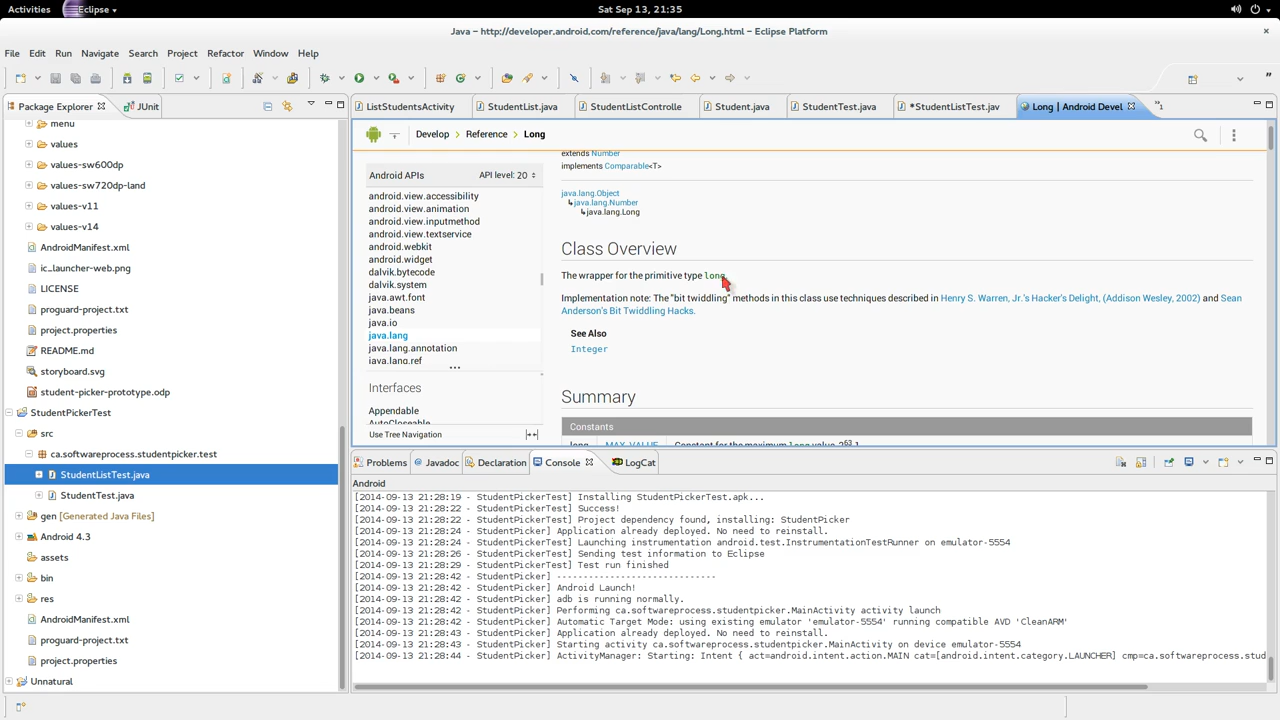 Activities
Eclipse
Sat Sep 13, 21:35
Java – http://developer.android.com/reference/java/lang/Long.html – Eclipse Platform
File Edit Run Navigate Search Project Refactor Window Help
Package Explorer JUnit
menu
values
values-sw600dp
values-sw720dp-land
values-v11
values-v14
AndroidManifest.xml
ic_launcher-web.png
LICENSE
proguard-project.txt
project.properties
README.md
storyboard.svg
student-picker-prototype.odp
StudentPickerTest
src
ca.softwareprocess.studentpicker.test
StudentListTest.java
StudentTest.java
gen [Generated Java Files]
Android 4.3
assets
bin
res
AndroidManifest.xml
proguard-project.txt
project.properties
Unnatural
ListStudentsActivity StudentList.java StudentListControlle Student.java StudentTest.java *StudentListTest.jav Long | Android Devel »1
Develop > Reference > Long
Android APIs API level: 20
android.view.accessibility
android.view.animation
android.view.inputmethod
android.view.textservice
android.webkit
android.widget
dalvik.bytecode
dalvik.system
java.awt.font
java.beans
java.io
java.lang
java.lang.annotation
java.lang.ref
Interfaces
Appendable
AutoCloseable
Use Tree Navigation
extends Number
implements Comparable<T>
java.lang.Object
↳java.lang.Number
↳java.lang.Long
Class Overview
The wrapper for the primitive type long.
Implementation note: The "bit twiddling" methods in this class use techniques described in Henry S. Warren, Jr.'s Hacker's Delight, (Addison Wesley, 2002) and Sean
Anderson's Bit Twiddling Hacks.
See Also
Integer
Summary
Constants
long MAX_VALUE Constant for the maximum long value, 2^63-1.
Problems Javadoc Declaration Console LogCat
Android
[2014-09-13 21:28:19 - StudentPickerTest] Installing StudentPickerTest.apk...
[2014-09-13 21:28:22 - StudentPickerTest] Success!
[2014-09-13 21:28:22 - StudentPickerTest] Project dependency found, installing: StudentPicker
[2014-09-13 21:28:24 - StudentPickerTest] Application already deployed. No need to reinstall.
[2014-09-13 21:28:24 - StudentPickerTest] Launching instrumentation android.test.InstrumentationTestRunner on emulator-5554
[2014-09-13 21:28:26 - StudentPickerTest] Sending test information to Eclipse
[2014-09-13 21:28:29 - StudentPickerTest] Test run finished
[2014-09-13 21:28:42 - StudentPicker] ------------------------------
[2014-09-13 21:28:42 - StudentPicker] Android Launch!
[2014-09-13 21:28:42 - StudentPicker] adb is running normally.
[2014-09-13 21:28:42 - StudentPicker] Performing ca.softwareprocess.studentpicker.MainActivity activity launch
[2014-09-13 21:28:42 - StudentPicker] Automatic Target Mode: using existing emulator 'emulator-5554' running compatible AVD 'CleanARM'
[2014-09-13 21:28:43 - StudentPicker] Application already deployed. No need to reinstall.
[2014-09-13 21:28:43 - StudentPicker] Starting activity ca.softwareprocess.studentpicker.MainActivity on device emulator-5554
[2014-09-13 21:28:44 - StudentPicker] ActivityManager: Starting: Intent { act=android.intent.action.MAIN cat=[android.intent.category.LAUNCHER] cmp=ca.softwareprocess.stud